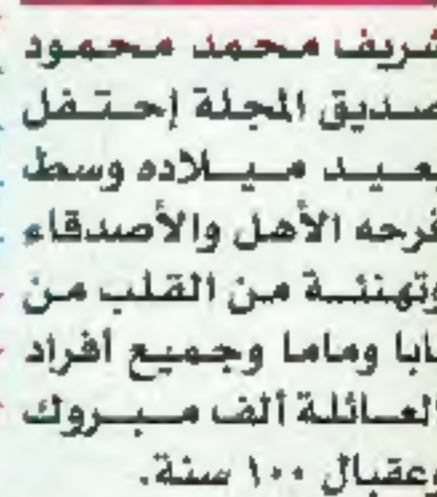 شريف محمد محمود
صديق المجلة إحتفل
بعيد ميلاده وسط
فرحه الأهل والأصدقاء
وتهنئة من القلب من
بابا وماما وجميع أفراد
العائلة ألف مبروك
وعقبال ١٠٠ سنة.